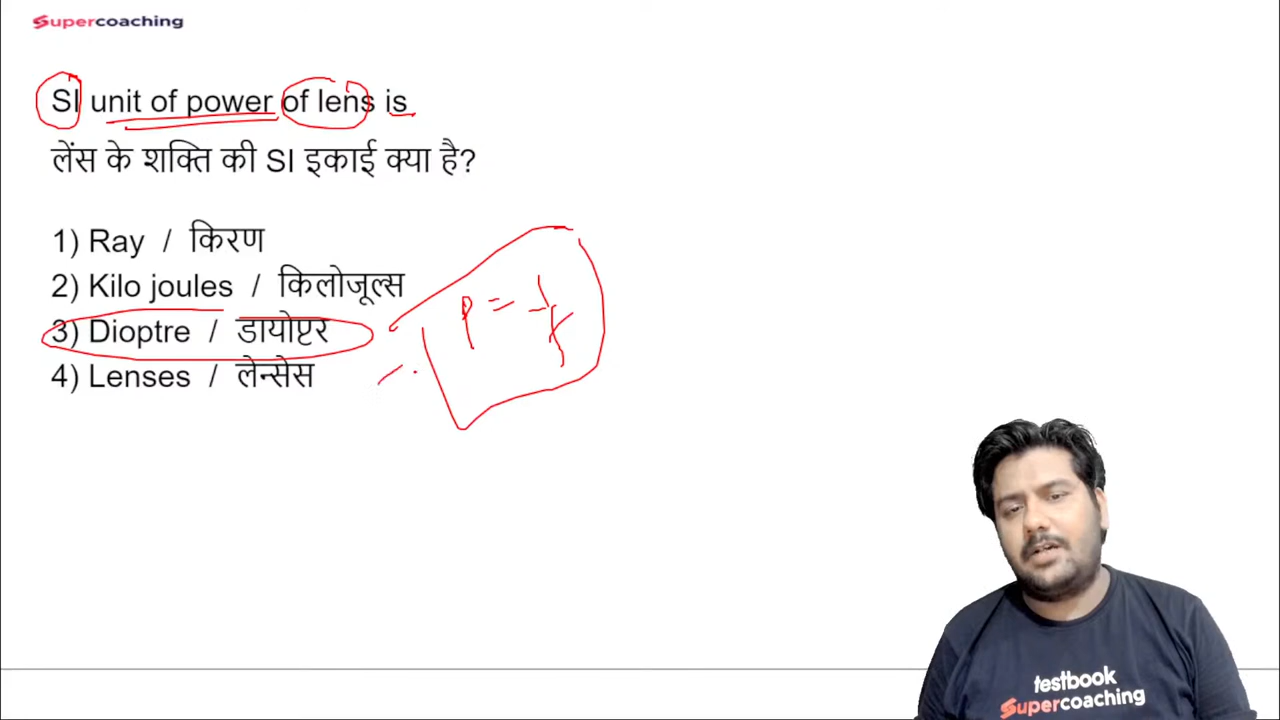 Supercoaching
SI unit of power of lens is
लेंस के शक्ति की SI इकाई क्या है?
1) Ray / किरण
2) Kilo joules / किलोजूल्स
3) Dioptre / डायोप्टर
4) Lenses / लेन्सेस
P = 1/f
testbook
Supercoaching